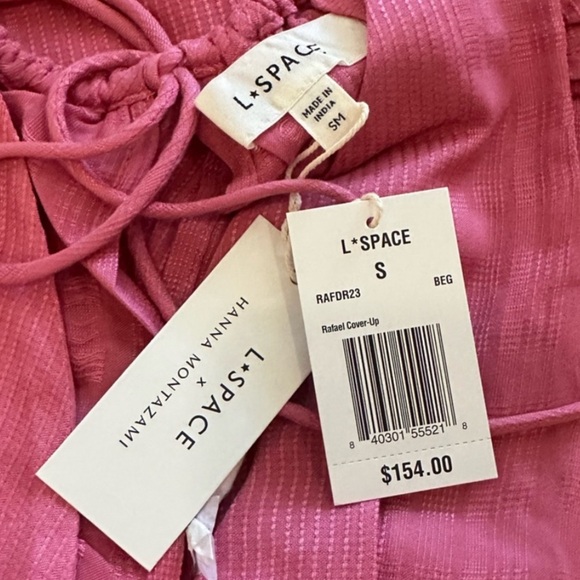 L*SPACE
MADE IN
INDIA
SM
L*SPACE
S
RAFDR23 BEG
Rafael Cover-Up
8 40301 55521 8
$154.00
L*SPACE
x
HANNA MONTAZAMI